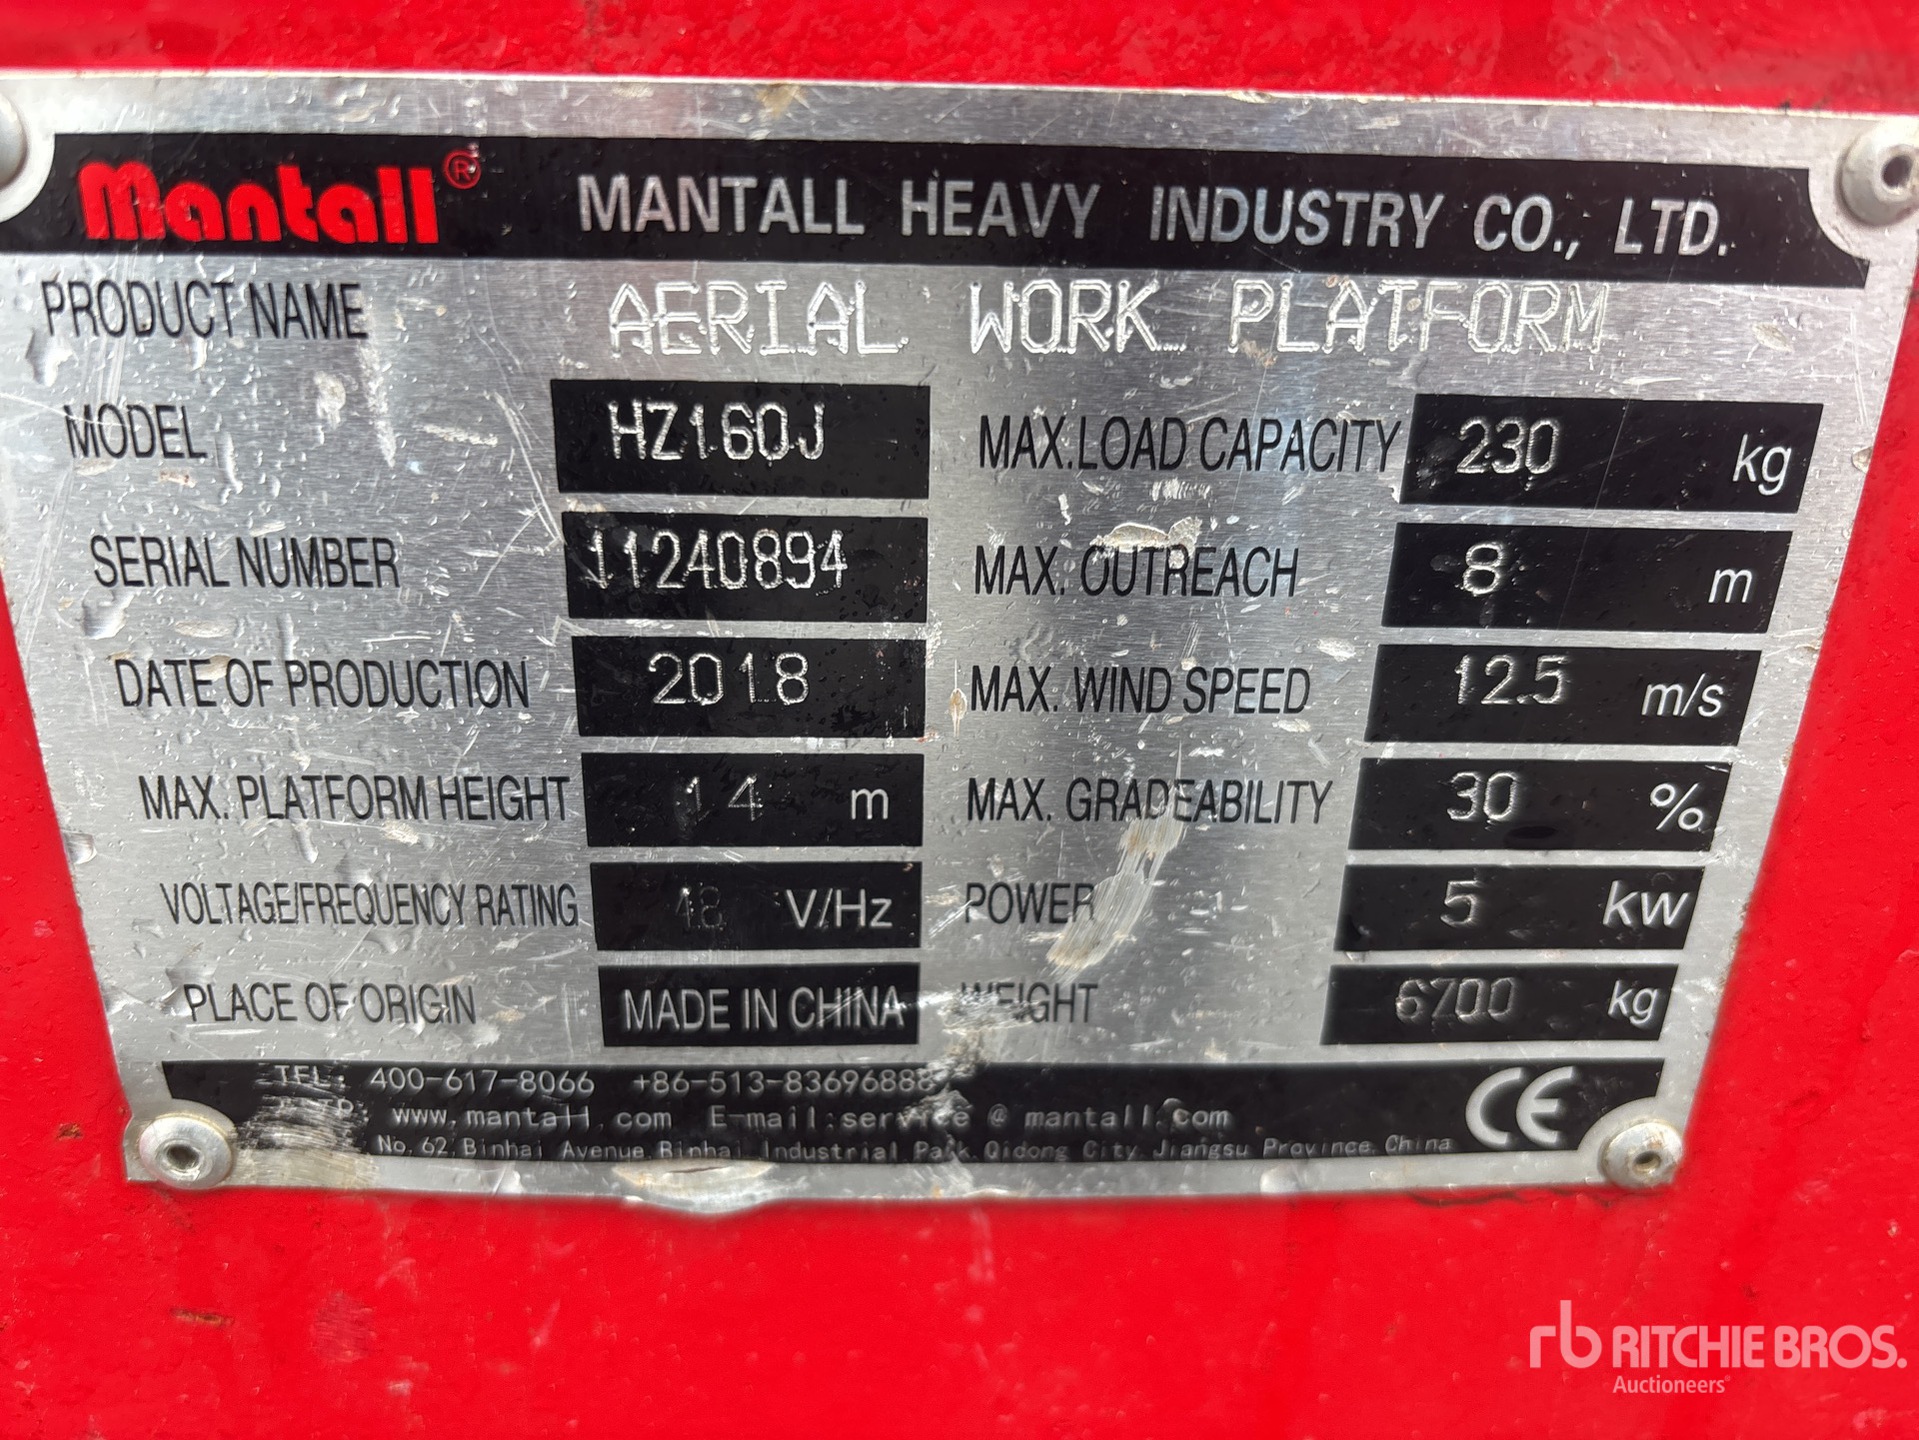 Mantall® MANTALL HEAVY INDUSTRY CO., LTD.
PRODUCT NAME AERIAL WORK PLATFORM
MODEL HZ160J MAX.LOAD CAPACITY 230 kg
SERIAL NUMBER 11240894 MAX. OUTREACH 8 m
DATE OF PRODUCTION 2018 MAX. WIND SPEED 12.5 m/s
MAX. PLATFORM HEIGHT 14 m MAX. GRADEABILITY 30 %
VOLTAGE/FREQUENCY RATING 48 V/Hz POWER 5 kw
PLACE OF ORIGIN MADE IN CHINA WEIGHT 6700 kg
TEL: 400-617-8066 +86-513-83696888
www.mantall.com E-mail:service@mantall.com
No.62,Binhai Avenue,Binhai Industrial Park,Qidong City,Jiangsu Province,China
CE
rb RITCHIE BROS.
Auctioneers